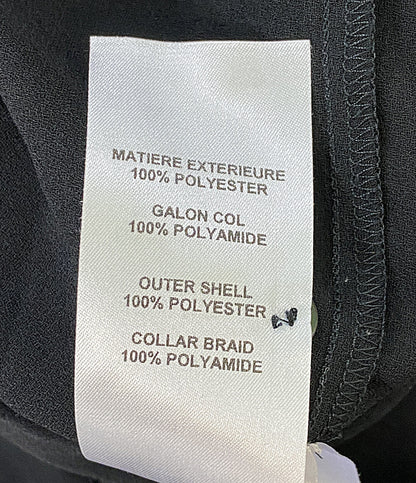 MATIERE EXTERIEURE
100% POLYESTER
GALON COL
100% POLYAMIDE
OUTER SHELL
100% POLYESTER
COLLAR BRAID
100% POLYAMIDE